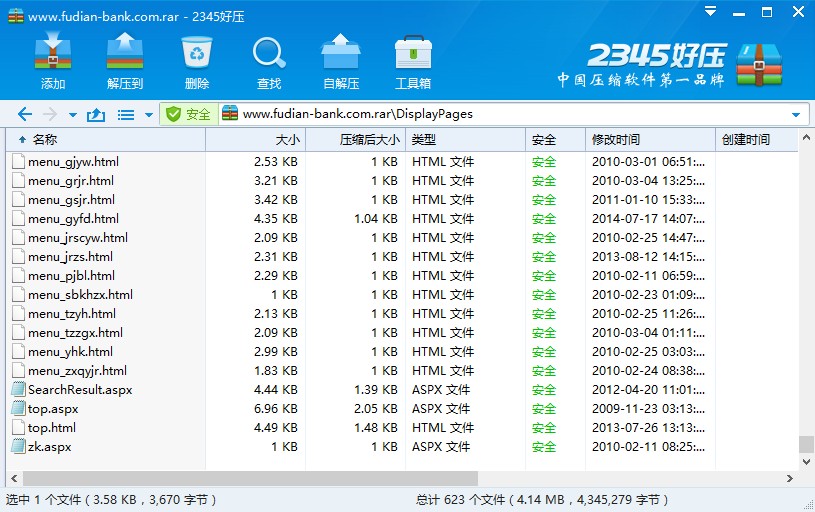 www.fudian-bank.com.rar - 2345好压
添加 解压到 删除 查找 自解压 工具箱
2345好压
中国压缩软件第一品牌
安全 www.fudian-bank.com.rar\DisplayPages
名称 大小 压缩后大小 类型 安全 修改时间 创建时间
menu_gjyw.html 2.53 KB 1 KB HTML 文件 安全 2010-03-01 06:51:...
menu_grjr.html 3.21 KB 1 KB HTML 文件 安全 2010-03-04 13:25:...
menu_gsjr.html 3.42 KB 1 KB HTML 文件 安全 2011-01-10 15:33:...
menu_gyfd.html 4.35 KB 1.04 KB HTML 文件 安全 2014-07-17 14:07:...
menu_jrscyw.html 2.09 KB 1 KB HTML 文件 安全 2010-02-25 14:47:...
menu_jrzs.html 2.31 KB 1 KB HTML 文件 安全 2013-08-12 14:15:...
menu_pjbl.html 2.29 KB 1 KB HTML 文件 安全 2010-02-11 06:59:...
menu_sbkhzx.html 1 KB 1 KB HTML 文件 安全 2010-02-23 01:09:...
menu_tzyh.html 2.13 KB 1 KB HTML 文件 安全 2010-02-25 11:26:...
menu_tzzgx.html 2.09 KB 1 KB HTML 文件 安全 2010-03-04 01:11:...
menu_yhk.html 2.99 KB 1 KB HTML 文件 安全 2010-02-25 03:03:...
menu_zxqyjr.html 1.83 KB 1 KB HTML 文件 安全 2010-02-24 08:38:...
SearchResult.aspx 4.44 KB 1.39 KB ASPX 文件 安全 2012-04-20 11:01:...
top.aspx 6.96 KB 2.05 KB ASPX 文件 安全 2009-11-23 03:13:...
top.html 4.49 KB 1.48 KB HTML 文件 安全 2013-07-26 13:13:...
zk.aspx 1 KB 1 KB ASPX 文件 安全 2010-02-11 08:25:...
选中 1 个文件 ( 3.58 KB，3,670 字节 ) 总计 623 个文件 ( 4.14 MB，4,345,279 字节 )